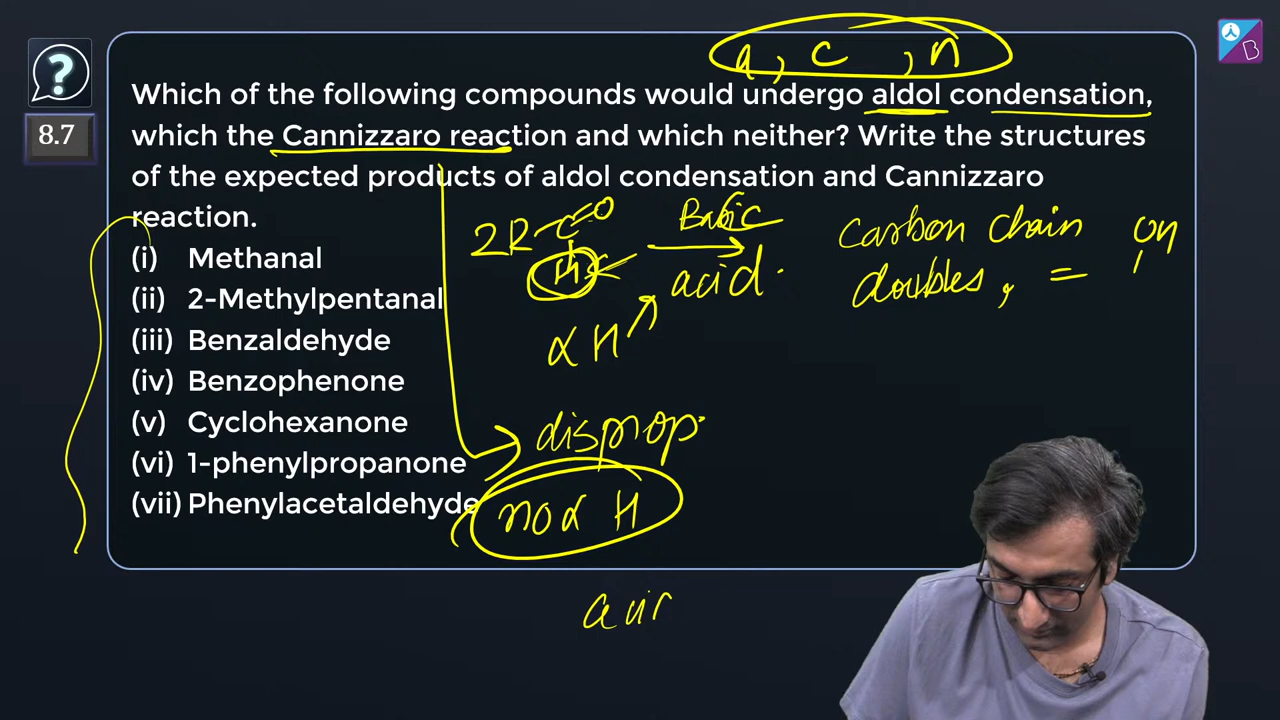 a, c , n
Which of the following compounds would undergo aldol condensation,
8.7
which the Cannizzaro reaction and which neither? Write the structures
of the expected products of aldol condensation and Cannizzaro
reaction.
2R C =O
H
Basic
acid.
Carbon chain
doubles, =
OH
α H
(i) Methanal
(ii) 2-Methylpentanal
(iii) Benzaldehyde
(iv) Benzophenone
(v) Cyclohexanone
(vi) 1-phenylpropanone
(vii) Phenylacetaldehyde
disprop.
no α H